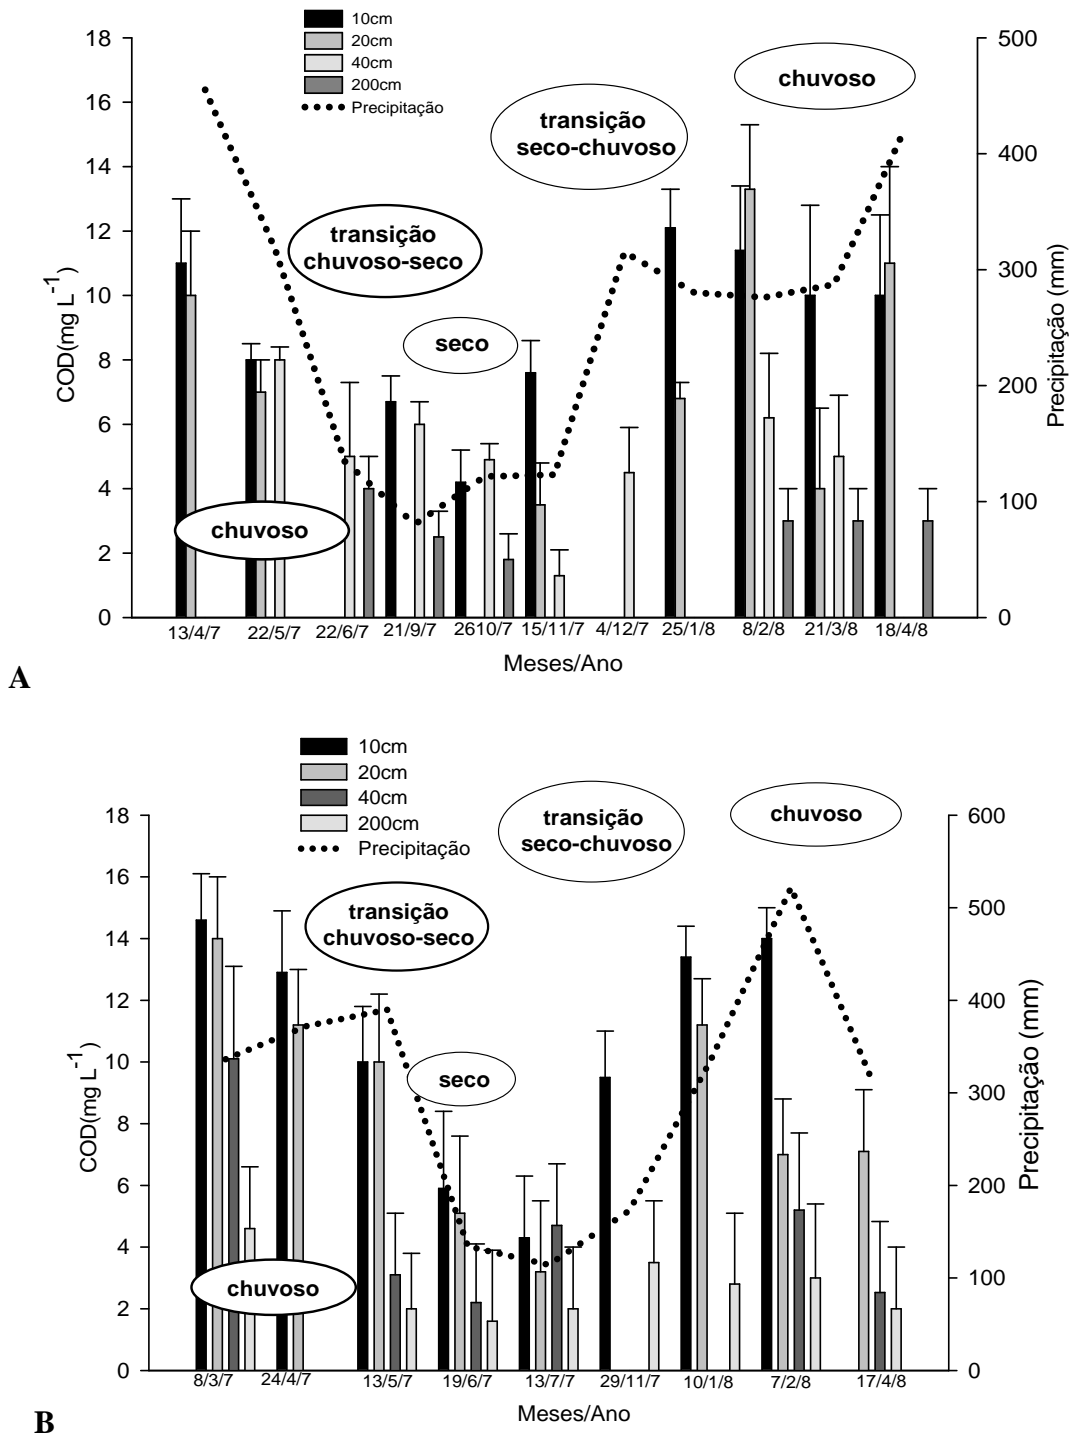 10cm
20cm
40cm
200cm
Precipitação
18
16
14
12
10
8
6
4
2
0
COD(mg L-1)
500
400
300
200
100
0
Precipitação (mm)
chuvoso
transição
seco-chuvoso
transição
chuvoso-seco
seco
chuvoso
13/4/7 22/5/7 22/6/7 21/9/7 2610/7 15/11/7 4/12/7 25/1/8 8/2/8 21/3/8 18/4/8
Meses/Ano
A
10cm
20cm
40cm
200cm
Precipitação
18
16
14
12
10
8
6
4
2
0
COD(mg L-1)
600
500
400
300
200
100
0
Precipitação (mm)
transição
seco-chuvoso
chuvoso
transição
chuvoso-seco
seco
chuvoso
8/3/7 24/4/7 13/5/7 19/6/7 13/7/7 29/11/7 10/1/8 7/2/8 17/4/8
Meses/Ano
B